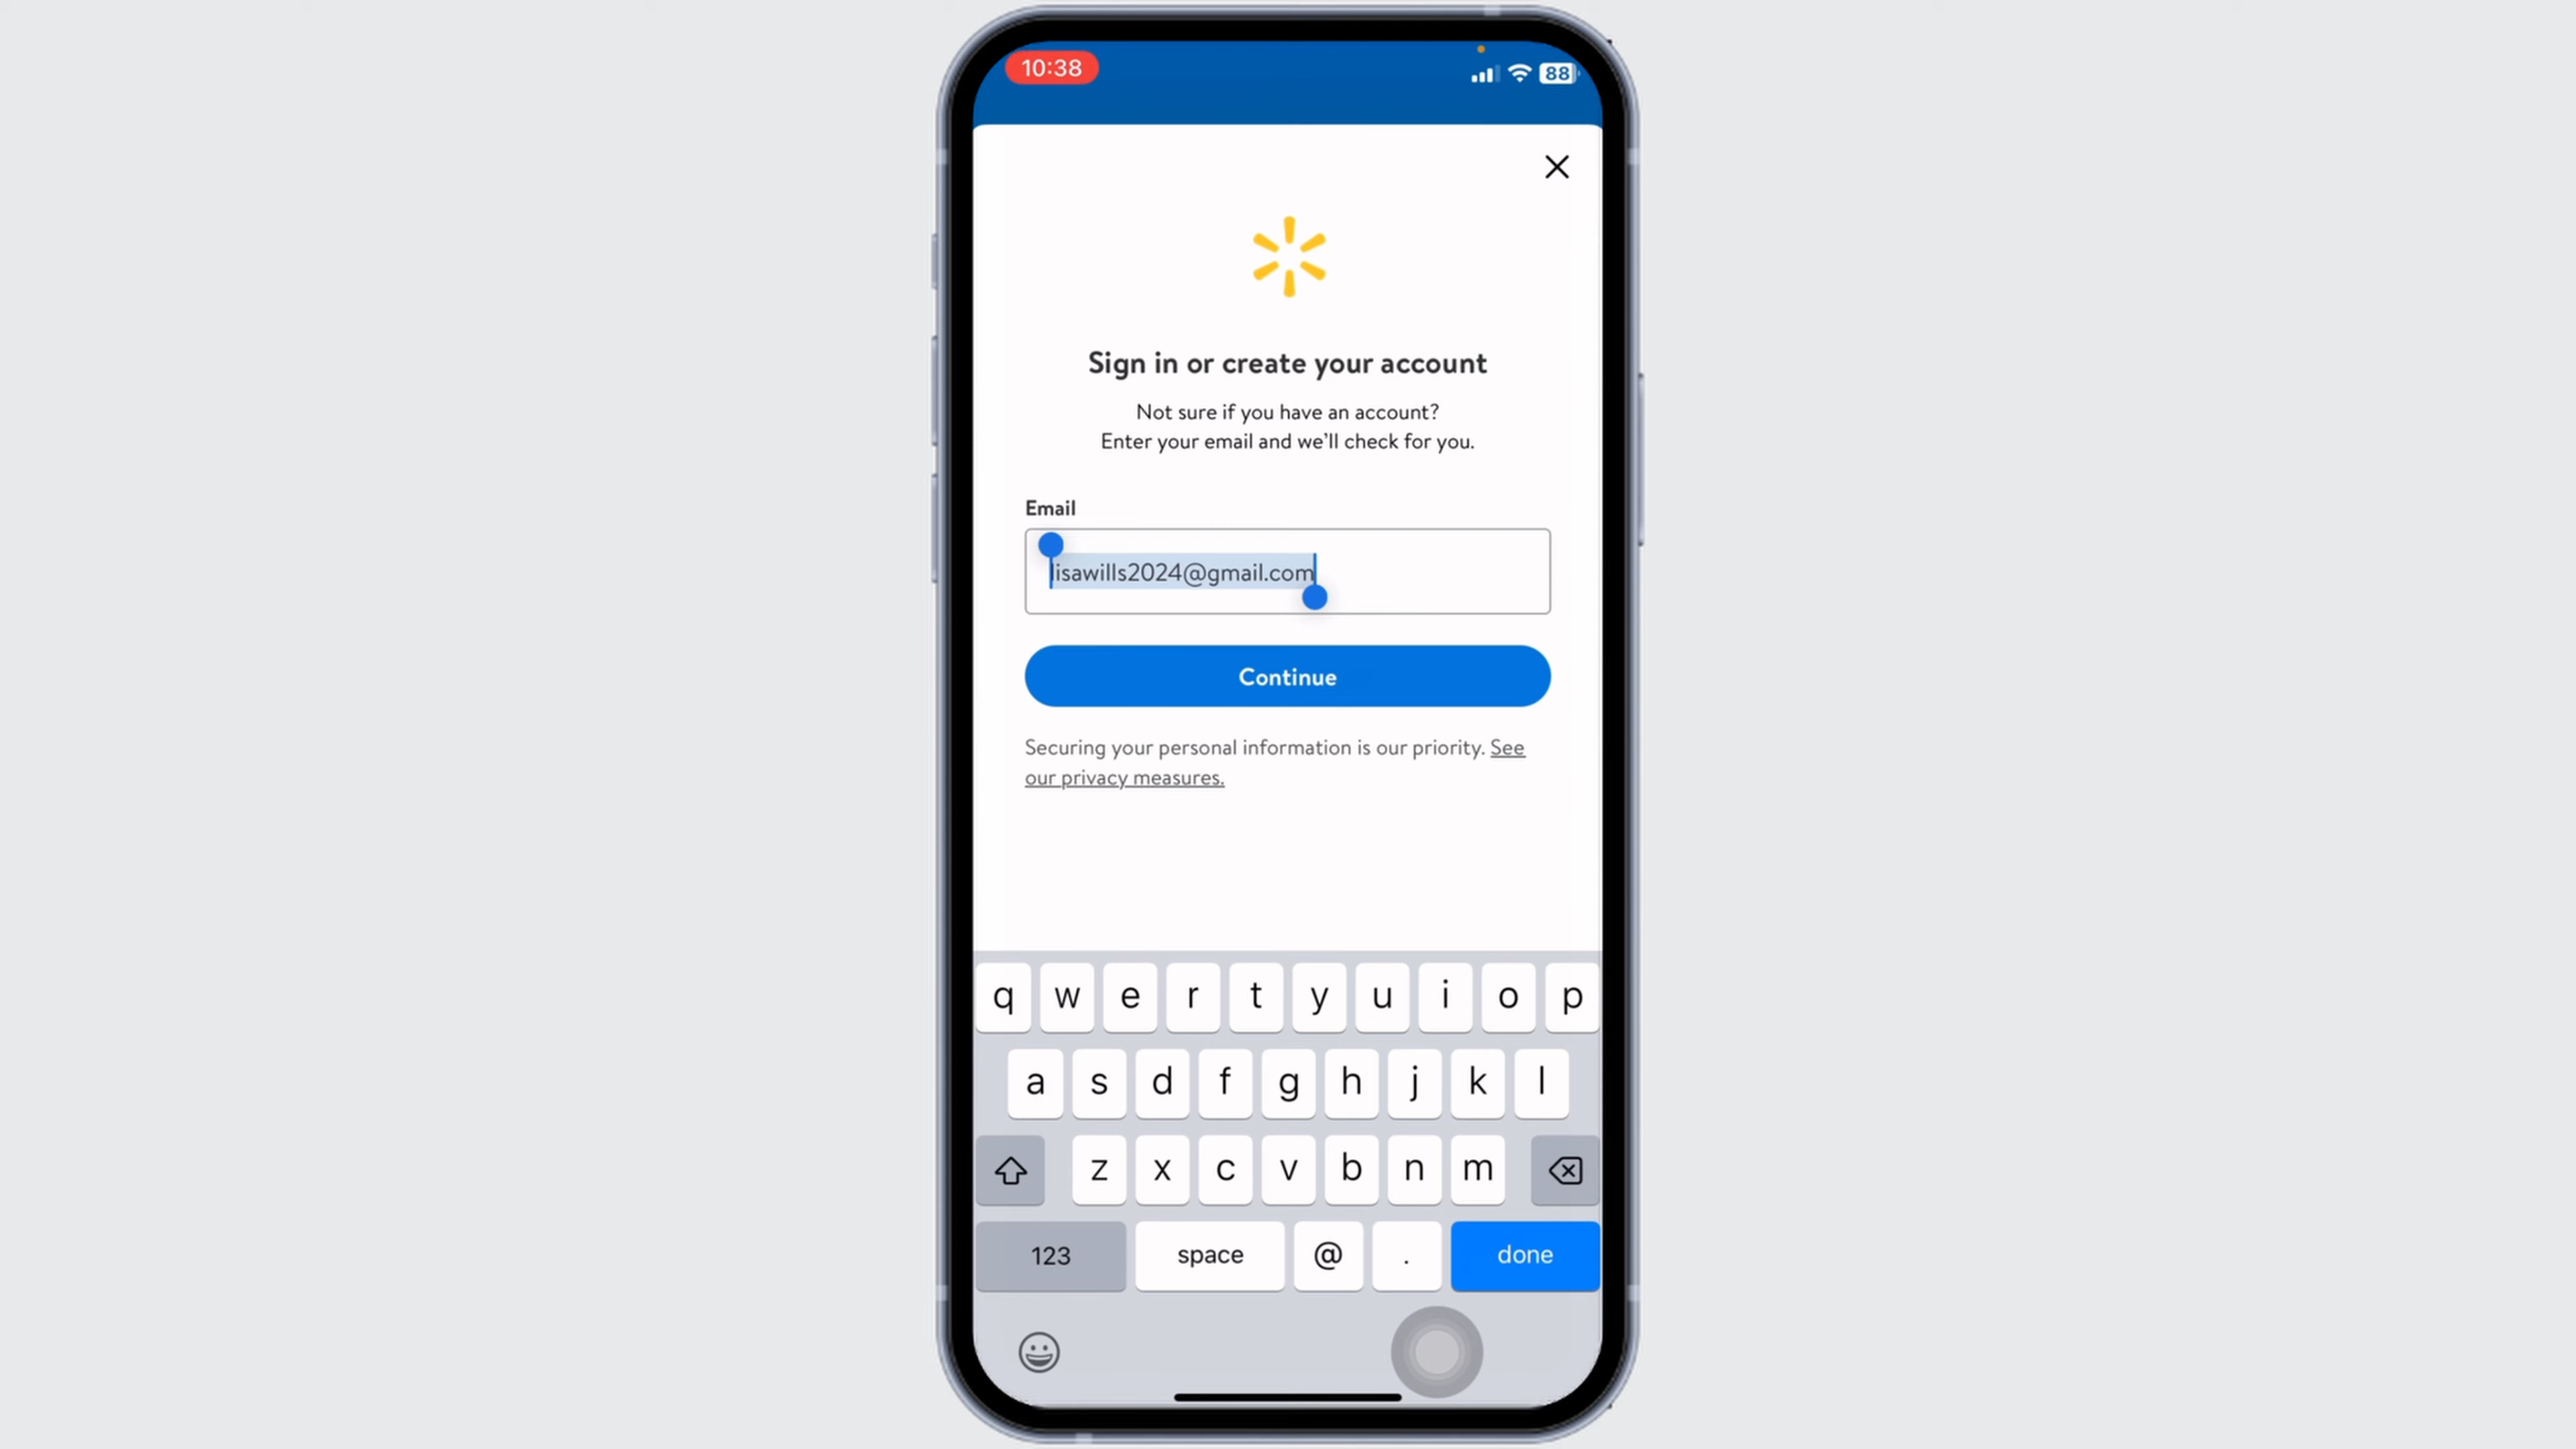 10:38
88
Sign in or create your account
Not sure if you have an account?
Enter your email and we'll check for you.
Email
lisawills2024@gmail.com
Continue
Securing your personal information is our priority. See
our privacy measures.
q w e r t y u i o p
a s d f g h j k l
z x c v b n m
123 space @ . done